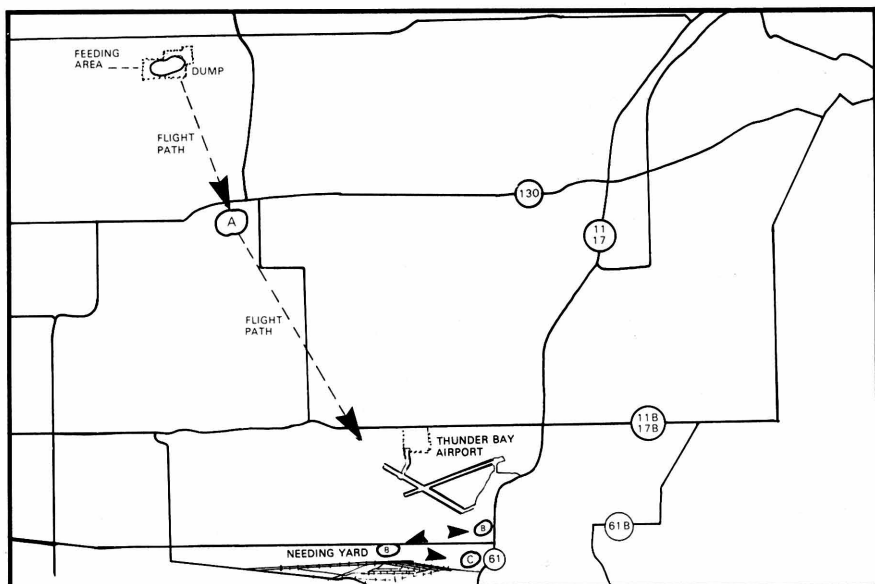 FEEDING
AREA
DUMP
FLIGHT
PATH
130
A
11
17
FLIGHT
PATH
11B
17B
THUNDER BAY
AIRPORT
B
61B
NEEDING YARD
B
C
61